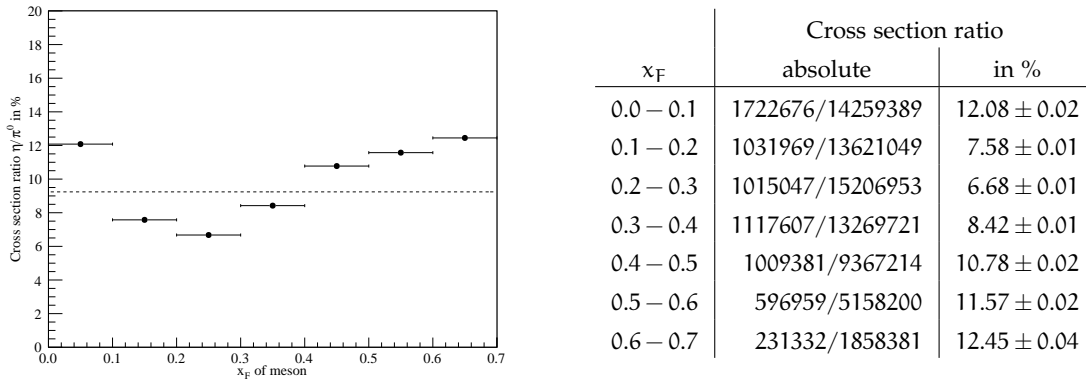 20
18
16
14
12
10
8
6
4
2
0
Cross section ratio η/π⁰ in %
0.0 0.1 0.2 0.3 0.4 0.5 0.6 0.7
x_F of meson
Cross section ratio
x_F absolute in %
0.0 – 0.1 1722676/14259389 12.08 ± 0.02
0.1 – 0.2 1031969/13621049 7.58 ± 0.01
0.2 – 0.3 1015047/15206953 6.68 ± 0.01
0.3 – 0.4 1117607/13269721 8.42 ± 0.01
0.4 – 0.5 1009381/9367214 10.78 ± 0.02
0.5 – 0.6 596959/5158200 11.57 ± 0.02
0.6 – 0.7 231332/1858381 12.45 ± 0.04